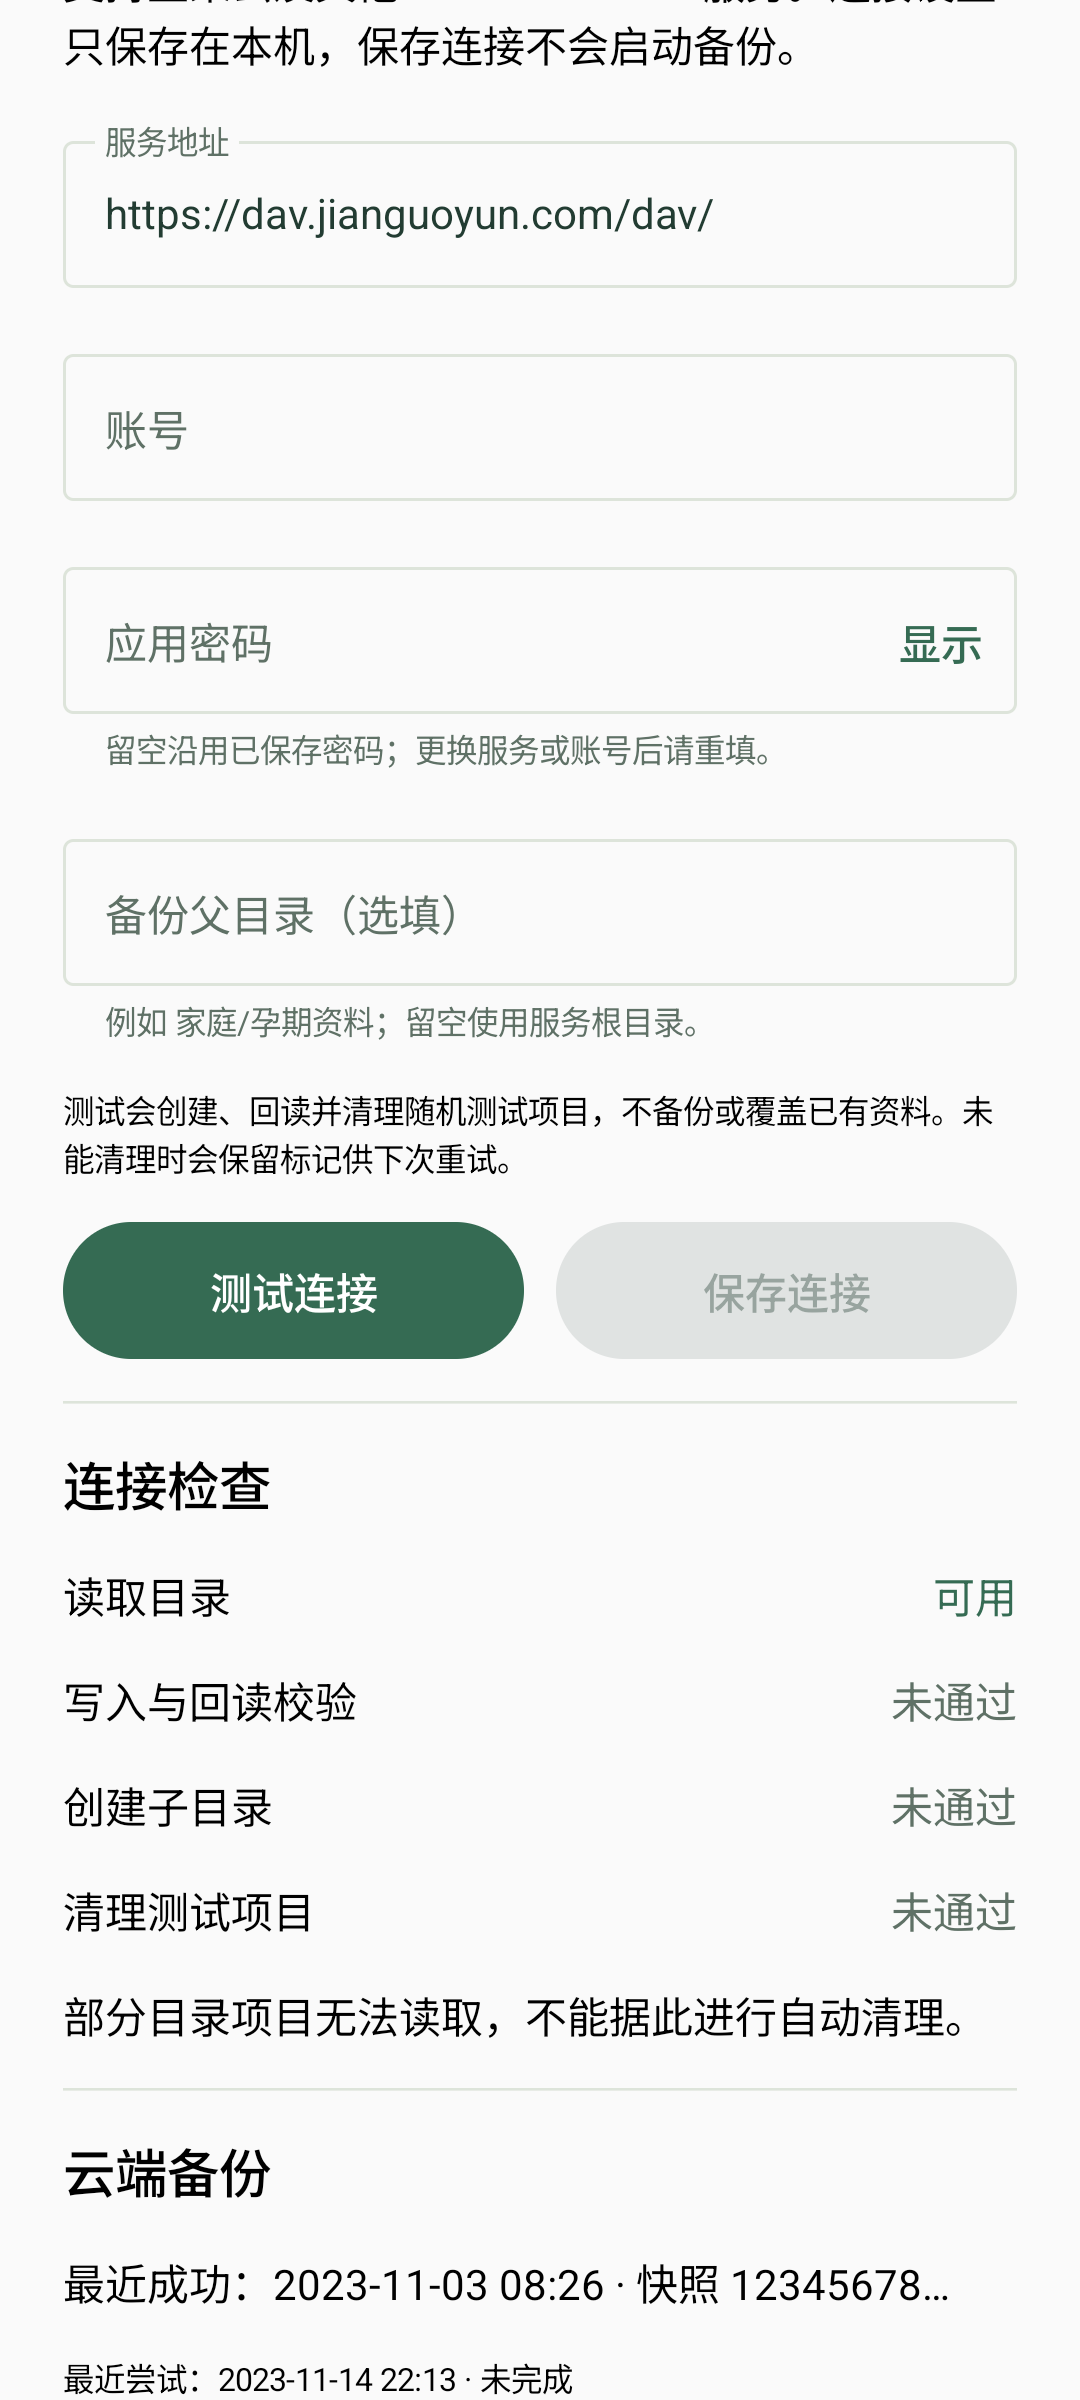 只保存在本机，保存连接不会启动备份。
服务地址
https://dav.jianguoyun.com/dav/
账号
应用密码
显示
留空沿用已保存密码；更换服务或账号后请重填。
备份父目录（选填）
例如 家庭/孕期资料；留空使用服务根目录。
测试会创建、回读并清理随机测试项目，不备份或覆盖已有资料。未
能清理时会保留标记供下次重试。
测试连接
保存连接
连接检查
读取目录
可用
写入与回读校验
未通过
创建子目录
未通过
清理测试项目
未通过
部分目录项目无法读取，不能据此进行自动清理。
云端备份
最近成功：2023-11-03 08:26 · 快照 12345678…
最近尝试：2023-11-14 22:13 · 未完成